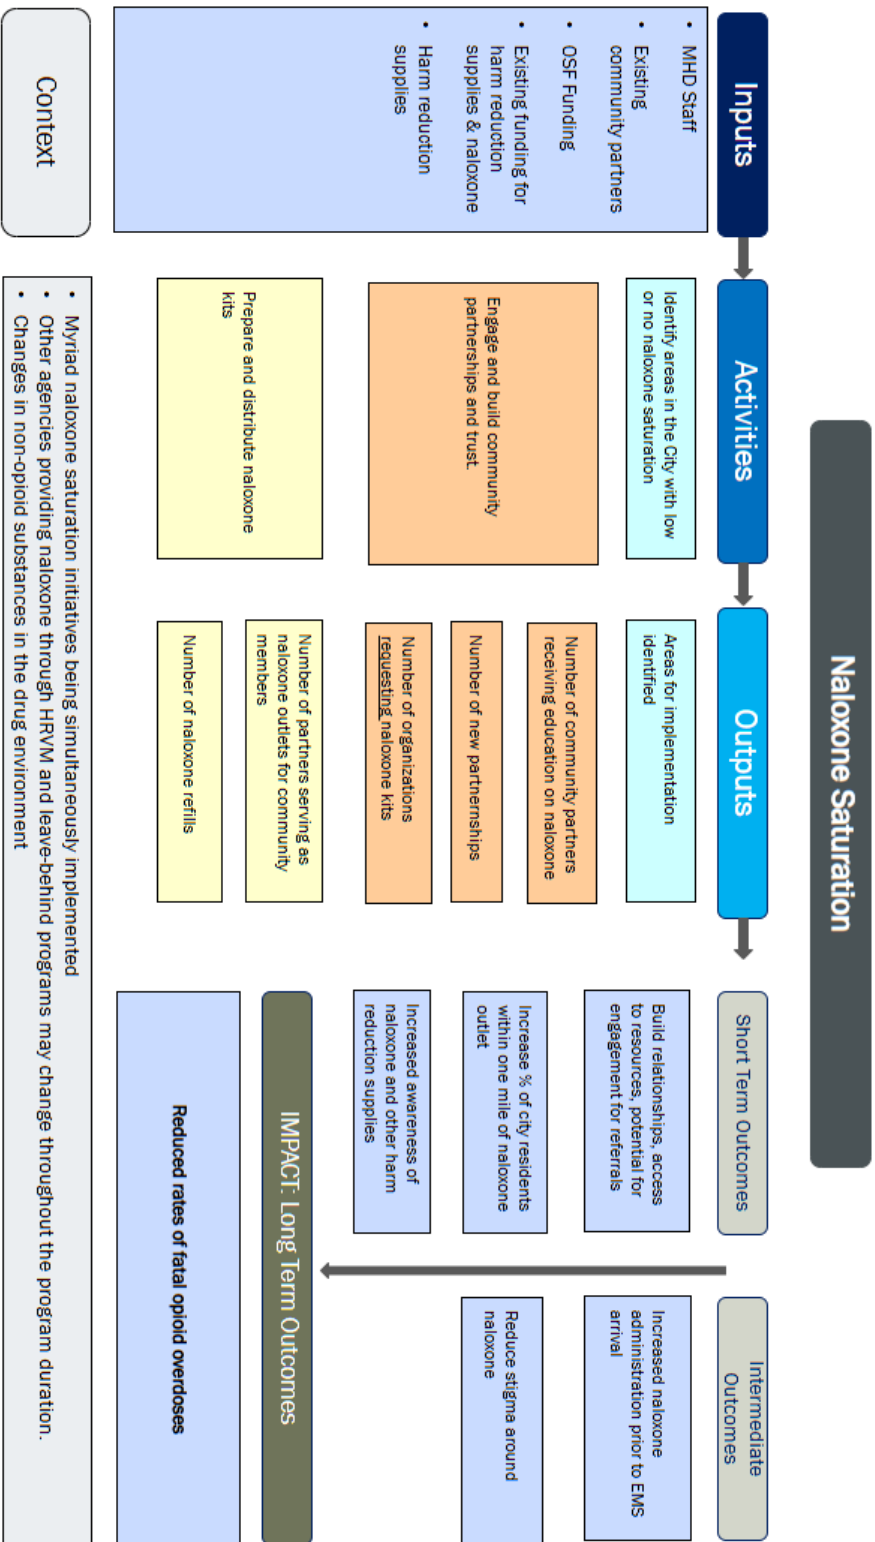 Naloxone Saturation
Inputs
Activities
Outputs
Short Term Outcomes
Intermediate
Outcomes
• MHD Staff
• Existing
community partners
• OSF Funding
• Existing funding for
harm reduction
supplies & naloxone
• Harm reduction
supplies
Identify areas in the City with low
or no naloxone saturation
Engage and build community
partnerships and trust.
Prepare and distribute naloxone
kits
Areas for implementation
identified
Number of community partners
receiving education on naloxone
Number of new partnernships
Number of organizations
requesting naloxone kits
Number of partners serving as
naloxone outlets for community
members
Number of naloxone refills
Build relationships, access
to resources, potential for
engagement for referrals
Increase % of city residents
within one mile of naloxone
outlet
Increased awareness of
naloxone and other harm
reduction supplies
Increased naloxone
administration prior to EMS
arrival
Reduce stigma around
naloxone
IMPACT: Long Term Outcomes
Reduced rates of fatal opioid overdoses
Context
• Myriad naloxone saturation initiatives being simultaneously implemented
• Other agencies providing naloxone through HRVM and leave-behind programs may change throughout the program duration.
• Changes in non-opioid substances in the drug environment